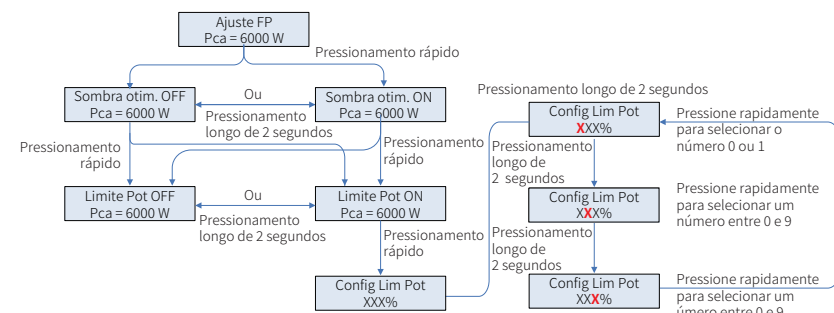 Ajuste FP
Pca = 6000 W
Pressionamento rápido
Sombra otim. OFF
Pca = 6000 W
Ou
Pressionamento
longo de 2 segundos
Sombra otim. ON
Pca = 6000 W
Pressionamento
rápido
Pressionamento
rápido
Limite Pot OFF
Pca = 6000 W
Ou
Pressionamento
longo de 2 segundos
Limite Pot ON
Pca = 6000 W
Pressionamento
rápido
Config Lim Pot
XXX%
Pressionamento longo de 2 segundos
Config Lim Pot
XXX%
Pressione rapidamente
para selecionar o
número 0 ou 1
Pressionamento
longo de
2 segundos
Config Lim Pot
XXX%
Pressione rapidamente
para selecionar um
número entre 0 e 9
Pressionamento
longo de
2 segundos
Config Lim Pot
XXX%
Pressione rapidamente
para selecionar um
número entre 0 e 9